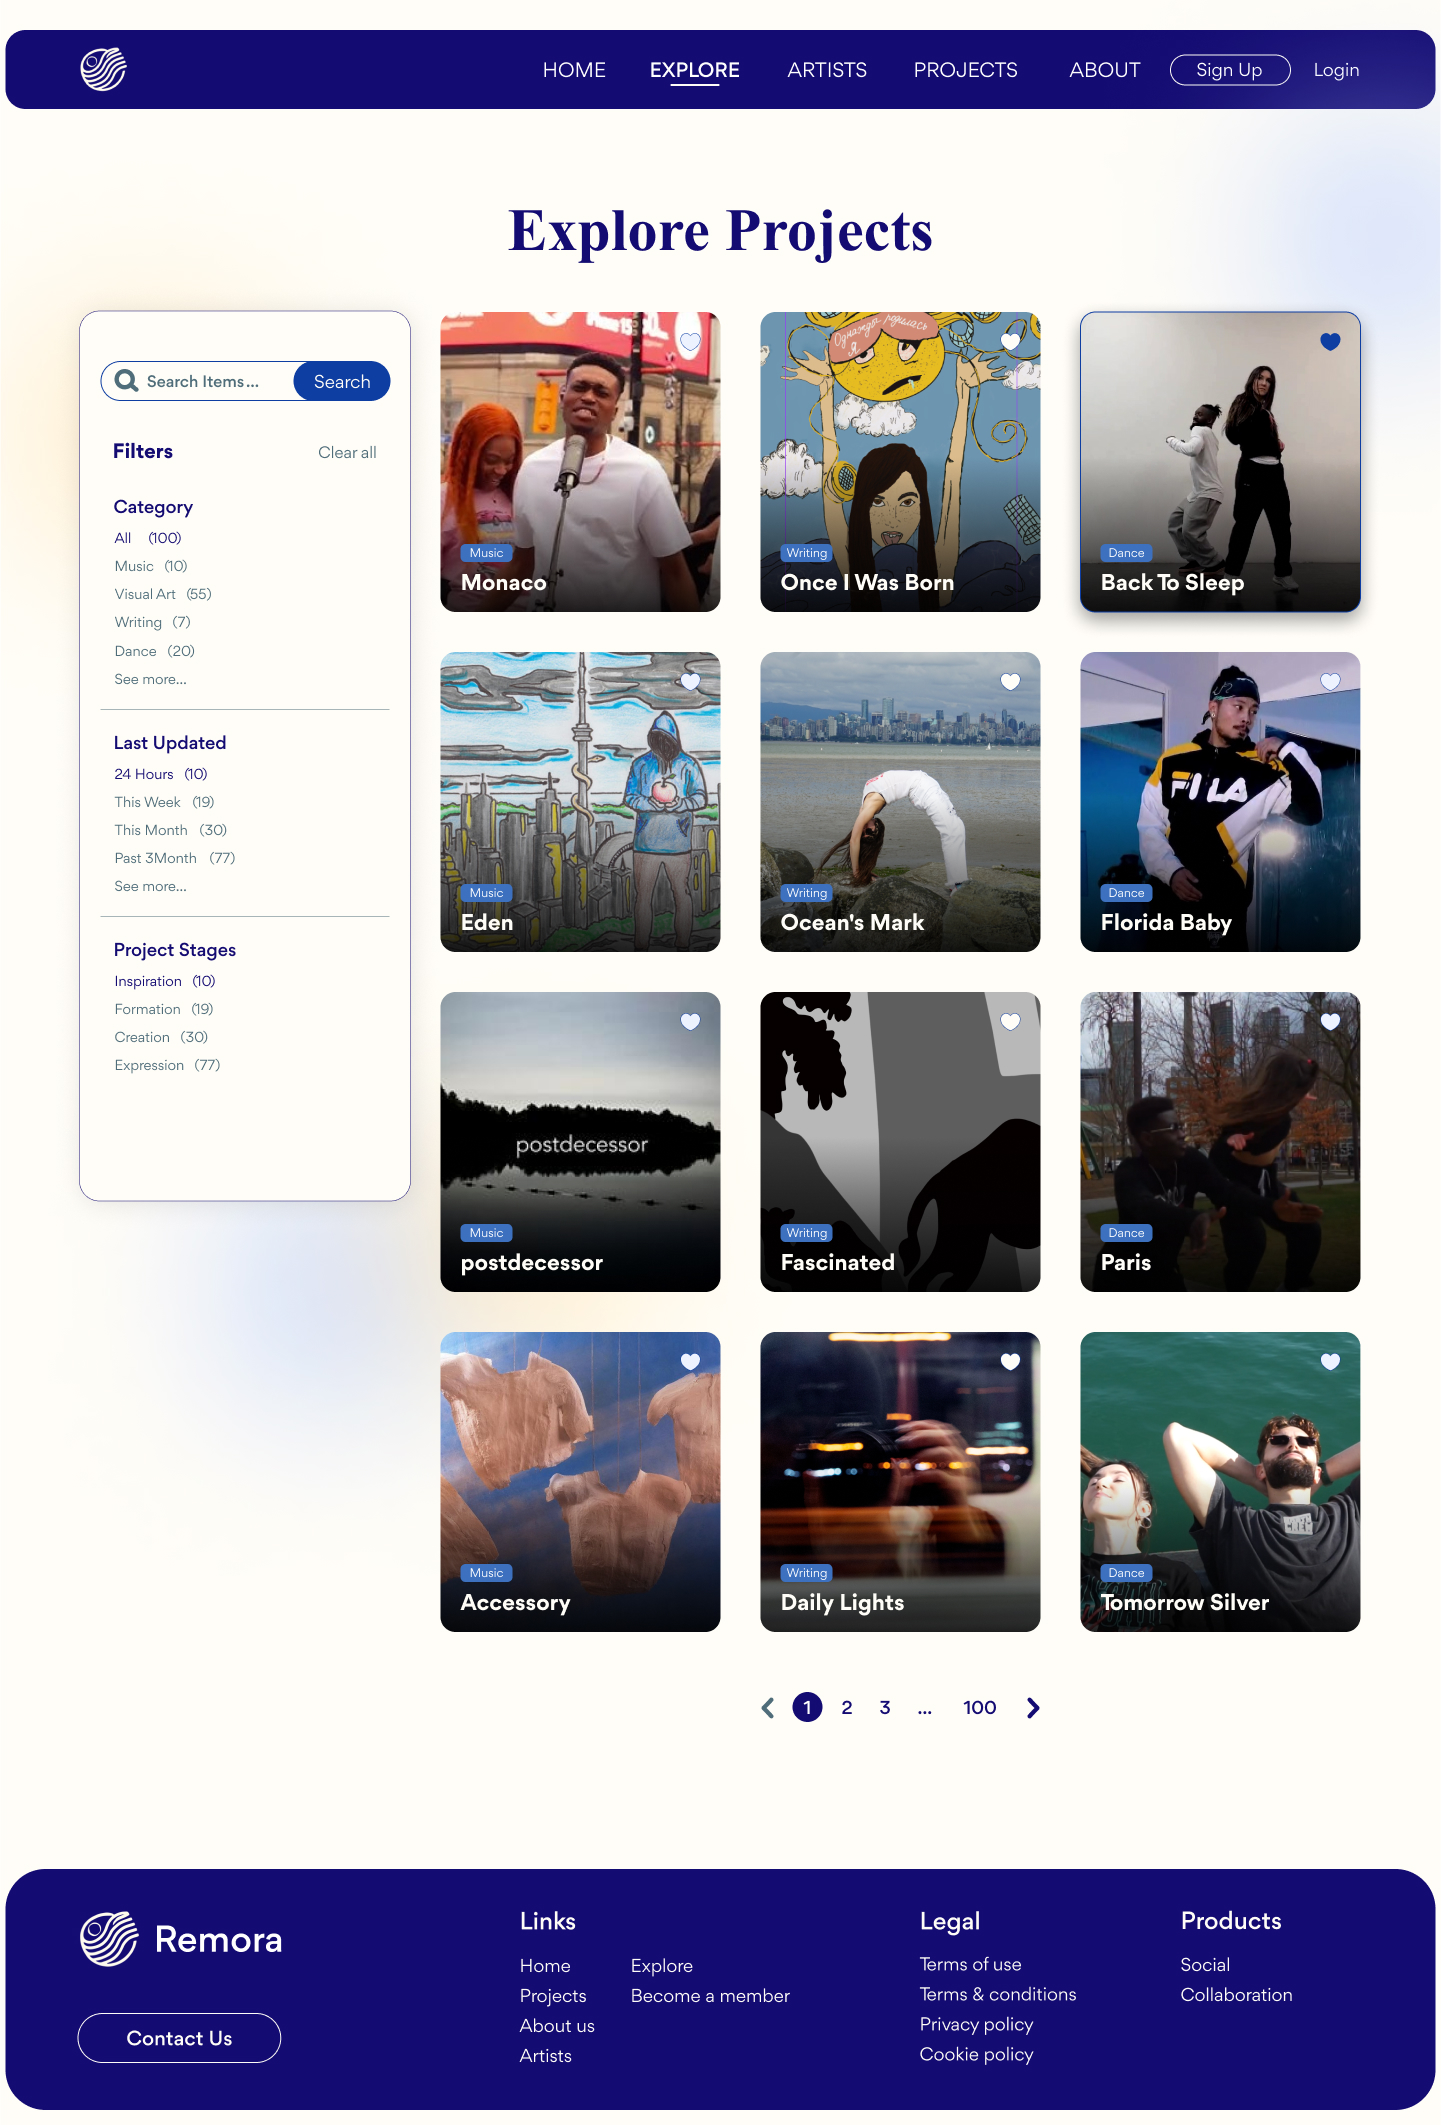 HOME EXPLORE ARTISTS PROJECTS ABOUT Sign Up Login
Explore Projects
Search Items... Search
Filters Clear all
Category
All (100)
Music (10)
Visual Art (55)
Writing (7)
Dance (20)
See more...
Last Updated
24 Hours (10)
This Week (19)
This Month (30)
Past 3Month (77)
See more...
Project Stages
Inspiration (10)
Formation (19)
Creation (30)
Expression (77)
Music
Monaco
Однажды родилась
Я
Writing
Once I Was Born
Dance
Back To Sleep
Music
Eden
Writing
Ocean's Mark
FILA
Dance
Florida Baby
postdecessor
Music
postdecessor
Writing
Fascinated
Dance
Paris
Music
Accessory
Writing
Daily Lights
Dance
Tomorrow Silver
1 2 3 ... 100
Remora
Contact Us
Links
Home Explore
Projects Become a member
About us
Artists
Legal
Terms of use
Terms & conditions
Privacy policy
Cookie policy
Products
Social
Collaboration